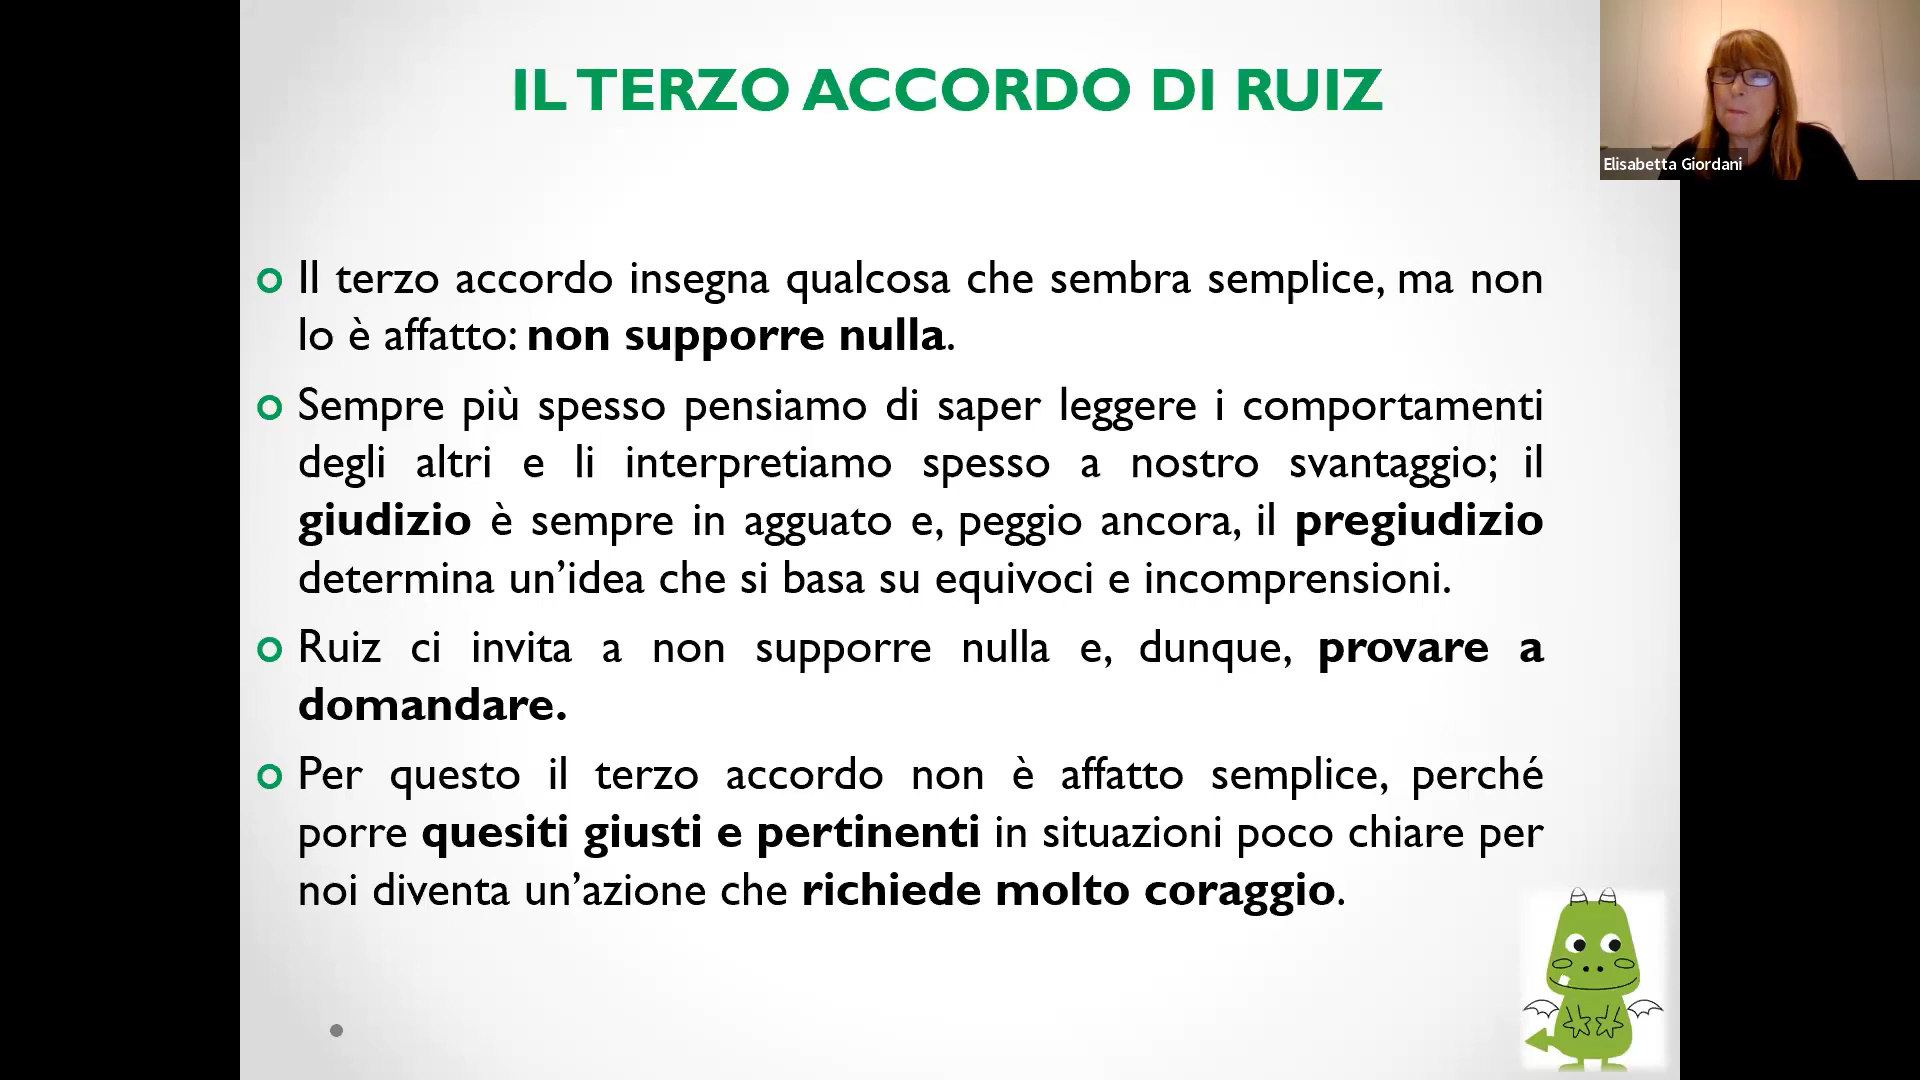 IL TERZO ACCORDO DI RUIZ
Elisabetta Giordani
Il terzo accordo insegna qualcosa che sembra semplice, ma non
lo è affatto: non supporre nulla.
Sempre più spesso pensiamo di saper leggere i comportamenti
degli altri e li interpretiamo spesso a nostro svantaggio; il
giudizio è sempre in agguato e, peggio ancora, il pregiudizio
determina un’idea che si basa su equivoci e incomprensioni.
Ruiz ci invita a non supporre nulla e, dunque, provare a
domandare.
Per questo il terzo accordo non è affatto semplice, perché
porre quesiti giusti e pertinenti in situazioni poco chiare per
noi diventa un’azione che richiede molto coraggio.